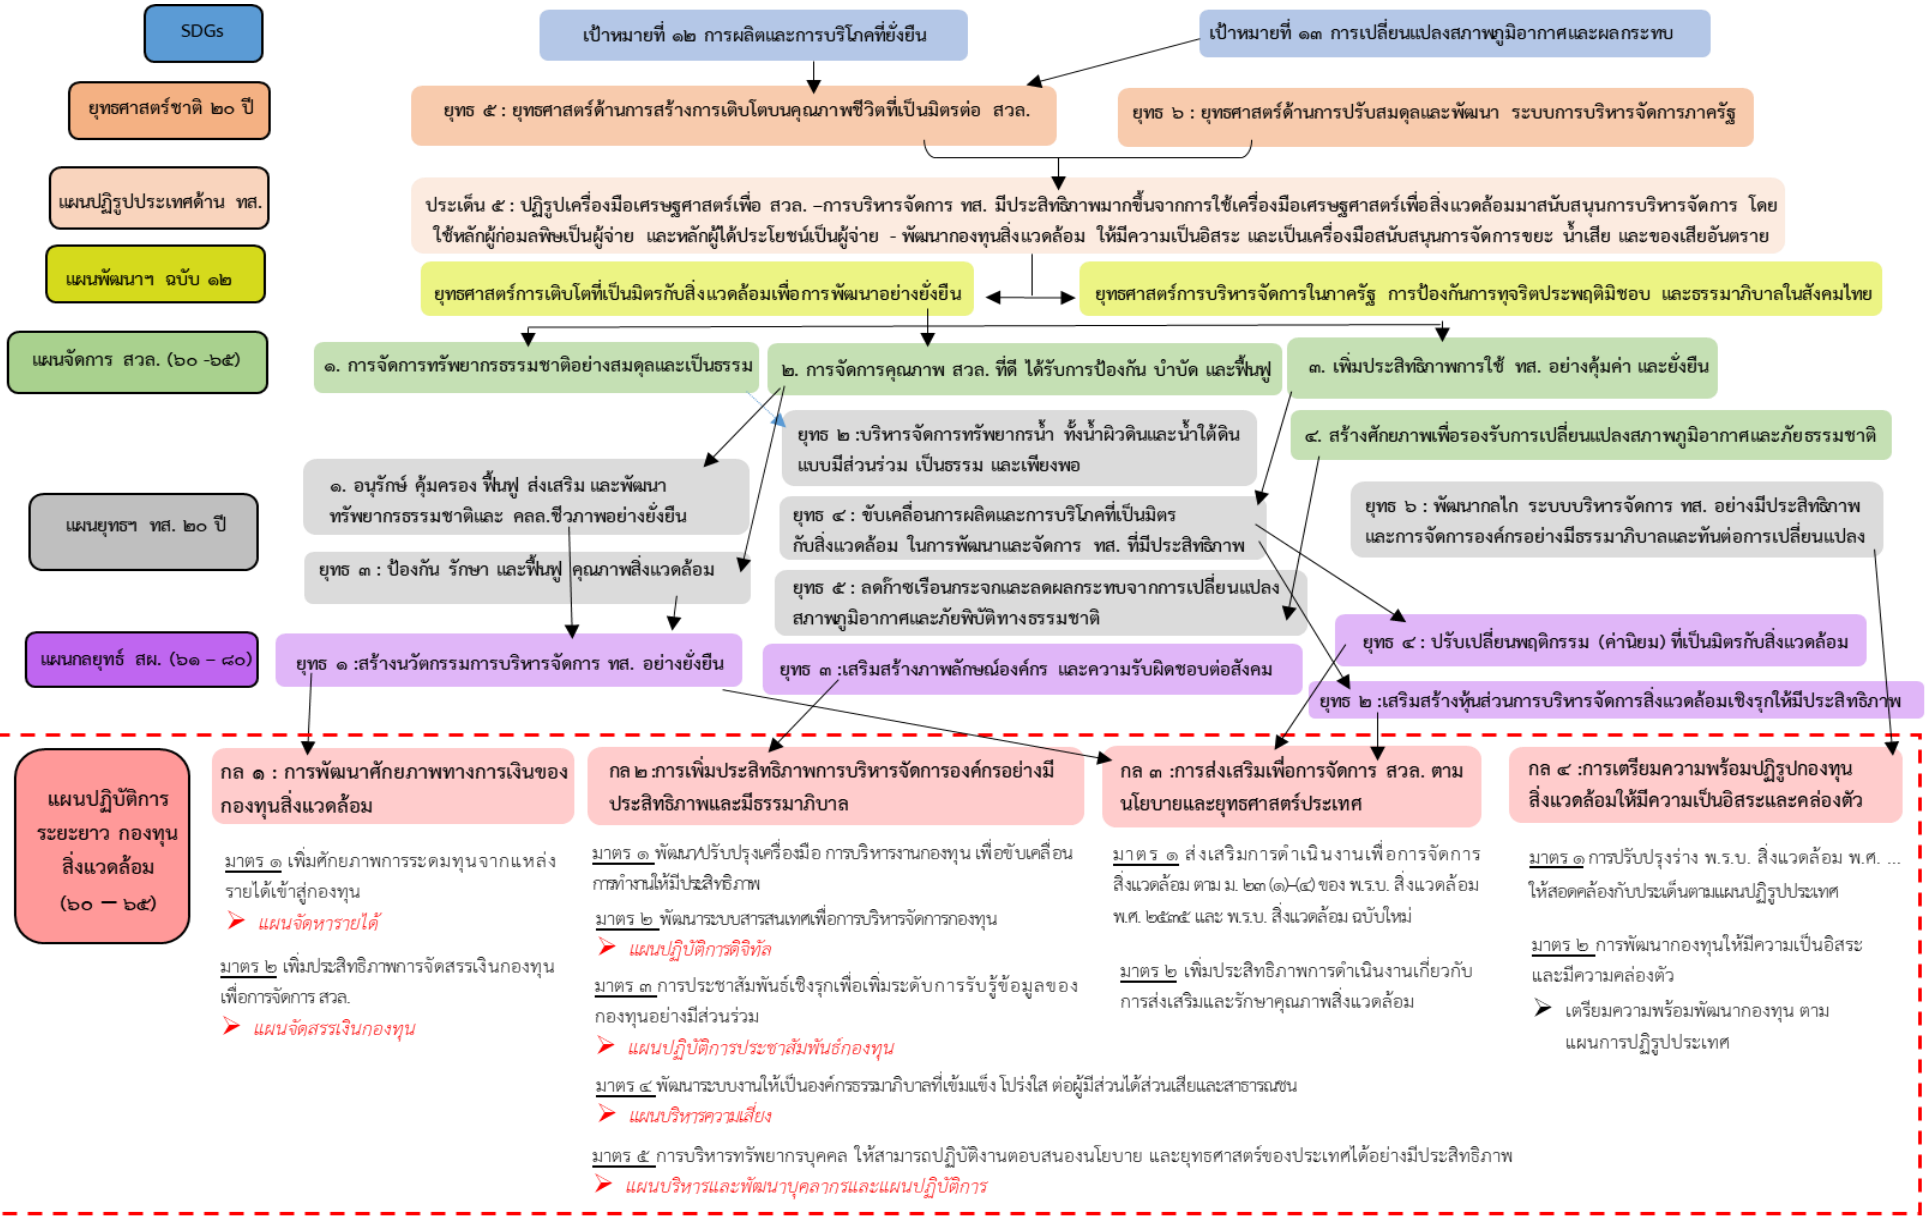 SDGs
เป้าหมายที่ ๑๒ การผลิตและการบริโภคที่ยั่งยืน
เป้าหมายที่ ๑๓ การเปลี่ยนแปลงสภาพภูมิอากาศและผลกระทบ
ยุทธศาสตร์ชาติ ๒๐ ปี
ยุทธ ๕ : ยุทธศาสตร์ด้านการสร้างการเติบโตบนคุณภาพชีวิตที่เป็นมิตรต่อ สวล.
ยุทธ ๖ : ยุทธศาสตร์ด้านการปรับสมดุลและพัฒนา ระบบการบริหารจัดการภาครัฐ
แผนปฏิรูปประเทศด้าน ทส.
ประเด็น ๕ : ปฏิรูปเครื่องมือเศรษฐศาสตร์เพื่อ สวล. –การบริหารจัดการ ทส. มีประสิทธิภาพมากขึ้นจากการใช้เครื่องมือเศรษฐศาสตร์เพื่อสิ่งแวดล้อมมาสนับสนุนการบริหารจัดการ โดย
ใช้หลักผู้ก่อมลพิษเป็นผู้จ่าย และหลักผู้ได้ประโยชน์เป็นผู้จ่าย - พัฒนากองทุนสิ่งแวดล้อม ให้มีความเป็นอิสระ และเป็นเครื่องมือสนับสนุนการจัดการขยะ น้ำเสีย และของเสียอันตราย
แผนพัฒนาฯ ฉบับ ๑๒
ยุทธศาสตร์การเติบโตที่เป็นมิตรกับสิ่งแวดล้อมเพื่อการพัฒนาอย่างยั่งยืน
ยุทธศาสตร์การบริหารจัดการในภาครัฐ การป้องกันการทุจริตประพฤติมิชอบ และธรรมาภิบาลในสังคมไทย
แผนจัดการ สวล. (๖๐ -๖๕)
๑. การจัดการทรัพยากรธรรมชาติอย่างสมดุลและเป็นธรรม
๒. การจัดการคุณภาพ สวล. ที่ดี ได้รับการป้องกัน บำบัด และฟื้นฟู
๓. เพิ่มประสิทธิภาพการใช้ ทส. อย่างคุ้มค่า และยั่งยืน
๔. สร้างศักยภาพเพื่อรองรับการเปลี่ยนแปลงสภาพภูมิอากาศและภัยธรรมชาติ
แผนยุทธฯ ทส. ๒๐ ปี
ยุทธ ๒ :บริหารจัดการทรัพยากรน้ำ ทั้งน้ำผิวดินและน้ำใต้ดิน
แบบมีส่วนร่วม เป็นธรรม และเพียงพอ
๑. อนุรักษ์ คุ้มครอง ฟื้นฟู ส่งเสริม และพัฒนา
ทรัพยากรธรรมชาติและ คลล.ชีวภาพอย่างยั่งยืน
ยุทธ ๔ : ขับเคลื่อนการผลิตและการบริโภคที่เป็นมิตร
กับสิ่งแวดล้อม ในการพัฒนาและจัดการ ทส. ที่มีประสิทธิภาพ
ยุทธ ๖ : พัฒนากลไก ระบบบริหารจัดการ ทส. อย่างมีประสิทธิภาพ
และการจัดการองค์กรอย่างมีธรรมาภิบาลและทันต่อการเปลี่ยนแปลง
ยุทธ ๓ : ป้องกัน รักษา และฟื้นฟู คุณภาพสิ่งแวดล้อม
ยุทธ ๕ : ลดก๊าซเรือนกระจกและลดผลกระทบจากการเปลี่ยนแปลง
สภาพภูมิอากาศและภัยพิบัติทางธรรมชาติ
แผนกลยุทธ์ สผ. (๖๑ – ๘๐)
ยุทธ ๑ :สร้างนวัตกรรมการบริหารจัดการ ทส. อย่างยั่งยืน
ยุทธ ๓ :เสริมสร้างภาพลักษณ์องค์กร และความรับผิดชอบต่อสังคม
ยุทธ ๔ : ปรับเปลี่ยนพฤติกรรม (ค่านิยม) ที่เป็นมิตรกับสิ่งแวดล้อม
ยุทธ ๒ :เสริมสร้างหุ้นส่วนการบริหารจัดการสิ่งแวดล้อมเชิงรุกให้มีประสิทธิภาพ
แผนปฏิบัติการ
ระยะยาว กองทุน
สิ่งแวดล้อม
(๖๐ – ๖๕)
กล ๑ : การพัฒนาศักยภาพทางการเงินของ
กองทุนสิ่งแวดล้อม
มาตร ๑ เพิ่มศักยภาพการระดมทุนจากแหล่ง
รายได้เข้าสู่กองทุน
➢ แผนจัดหารายได้
มาตร ๒ เพิ่มประสิทธิภาพการจัดสรรเงินกองทุน
เพื่อการจัดการ สวล.
➢ แผนจัดสรรเงินกองทุน
กล ๒ :การเพิ่มประสิทธิภาพการบริหารจัดการองค์กรอย่างมี
ประสิทธิภาพและมีธรรมาภิบาล
มาตร ๑ พัฒนา/ปรับปรุงเครื่องมือ การบริหารงานกองทุน เพื่อขับเคลื่อน
การทำงานให้มีประสิทธิภาพ
มาตร ๒ พัฒนาระบบสารสนเทศเพื่อการบริหารจัดการกองทุน
➢ แผนปฏิบัติการดิจิทัล
มาตร ๓ การประชาสัมพันธ์เชิงรุกเพื่อเพิ่มระดับการรับรู้ข้อมูลของ
กองทุนอย่างมีส่วนร่วม
➢ แผนปฏิบัติการประชาสัมพันธ์กองทุน
มาตร ๔ พัฒนาระบบงานให้เป็นองค์กรธรรมาภิบาลที่เข้มแข็ง โปร่งใส ต่อผู้มีส่วนได้ส่วนเสียและสาธารณชน
➢ แผนบริหารความเสี่ยง
มาตร ๕ การบริหารทรัพยากรบุคคล ให้สามารถปฏิบัติงานตอบสนองนโยบาย และยุทธศาสตร์ของประเทศได้อย่างมีประสิทธิภาพ
➢ แผนบริหารและพัฒนาบุคลากรและแผนปฏิบัติการ
กล ๓ :การส่งเสริมเพื่อการจัดการ สวล. ตาม
นโยบายและยุทธศาสตร์ประเทศ
มาตร ๑ ส่งเสริมการดำเนินงานเพื่อการจัดการ
สิ่งแวดล้อม ตาม ม. ๒๓ (๑)–(๔) ของ พ.ร.บ. สิ่งแวดล้อม
พ.ศ. ๒๕๓๕ และ พ.ร.บ. สิ่งแวดล้อม ฉบับใหม่
มาตร ๒ เพิ่มประสิทธิภาพการดำเนินงานเกี่ยวกับ
การส่งเสริมและรักษาคุณภาพสิ่งแวดล้อม
กล ๔ :การเตรียมความพร้อมปฏิรูปกองทุน
สิ่งแวดล้อมให้มีความเป็นอิสระและคล่องตัว
มาตร ๑ การปรับปรุงร่าง พ.ร.บ. สิ่งแวดล้อม พ.ศ. ...
ให้สอดคล้องกับประเด็นตามแผนปฏิรูปประเทศ
มาตร ๒ การพัฒนากองทุนให้มีความเป็นอิสระ
และมีความคล่องตัว
➢ เตรียมความพร้อมพัฒนากองทุน ตาม
แผนการปฏิรูปประเทศ